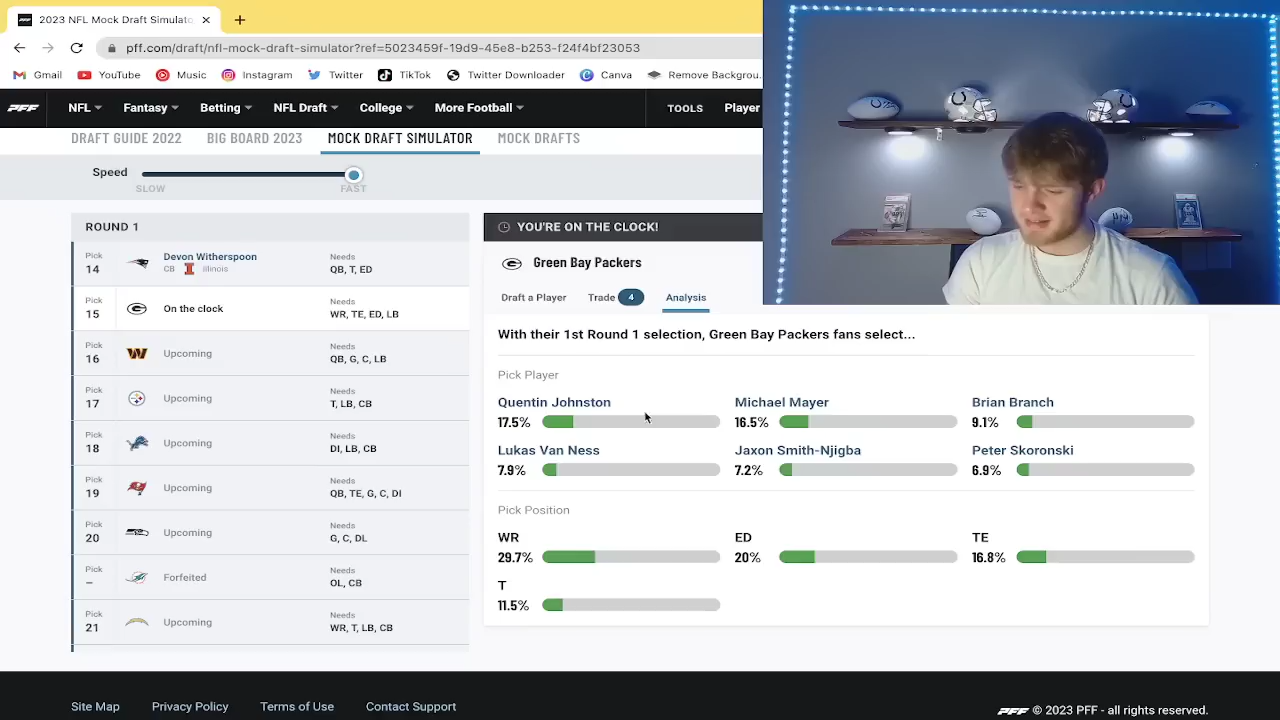 PFF 2023 NFL Mock Draft Simulato
pff.com/draft/nfl-mock-draft-simulator?ref=5023459f-19d9-45e8-b253-f24f4bf23053
Gmail YouTube Music Instagram Twitter TikTok Twitter Downloader Canva Remove Backgrou...
PFF NFL Fantasy Betting NFL Draft College More Football TOOLS Player
DRAFT GUIDE 2022 BIG BOARD 2023 MOCK DRAFT SIMULATOR MOCK DRAFTS
Speed
SLOW FAST
ROUND 1
Pick 14 Devon Witherspoon Needs
CB Illinois QB, T, ED
Pick 15 On the clock Needs
WR, TE, ED, LB
Pick 16 Upcoming Needs
QB, G, C, LB
Pick 17 Upcoming Needs
T, LB, CB
Pick 18 Upcoming Needs
DI, LB, CB
Pick 19 Upcoming Needs
QB, TE, G, C, DI
Pick 20 Upcoming Needs
G, C, DL
Pick – Forfeited Needs
OL, CB
Pick 21 Upcoming Needs
WR, T, LB, CB
YOU'RE ON THE CLOCK!
Green Bay Packers
Draft a Player Trade 4 Analysis
With their 1st Round 1 selection, Green Bay Packers fans select...
Pick Player
Quentin Johnston Michael Mayer Brian Branch
17.5% 16.5% 9.1%
Lukas Van Ness Jaxon Smith-Njigba Peter Skoronski
7.9% 7.2% 6.9%
Pick Position
WR ED TE
29.7% 20% 16.8%
T
11.5%
Site Map Privacy Policy Terms of Use Contact Support PFF © 2023 PFF - all rights reserved.